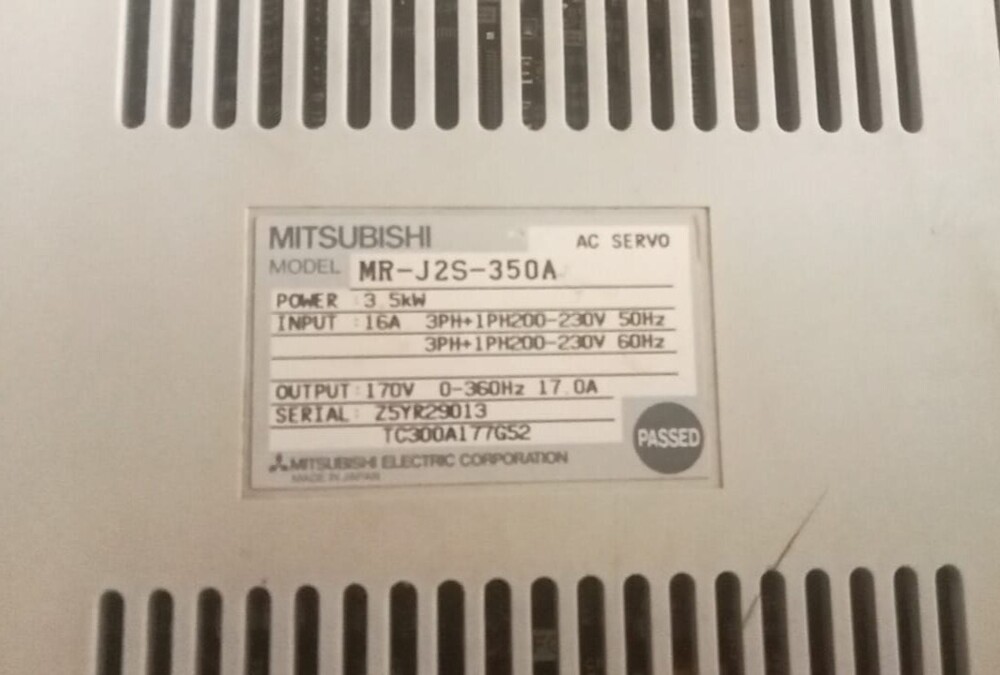 MITSUBISHI AC SERVO
MODEL MR-J2S-350A
POWER : 3.5kW
INPUT : 16A 3PH+1PH200-230V 50Hz
3PH+1PH200-230V 60Hz
OUTPUT : 170V 0-360Hz 17.0A
SERIAL : Z5YR29013
TC300A177G52
PASSED
MITSUBISHI ELECTRIC CORPORATION
MADE IN JAPAN